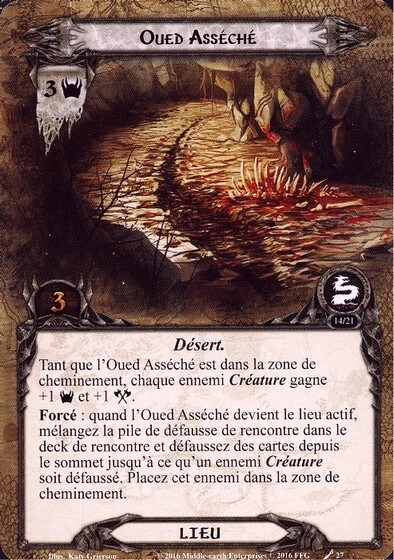 Oued Asséché
3
3
14/21
Désert.
Tant que l'Oued Asséché est dans la zone de
cheminement, chaque ennemi Créature gagne
+1 et +1 .
Forcé : quand l'Oued Asséché devient le lieu actif,
mélangez la pile de défausse de rencontre dans le
deck de rencontre et défaussez des cartes depuis
le sommet jusqu'à ce qu'un ennemi Créature
soit défaussé. Placez cet ennemi dans la zone de
cheminement.
LIEU
Illus. Katy Grierson
© 2016 Middle-earth Enterprises © 2016 FFG
27